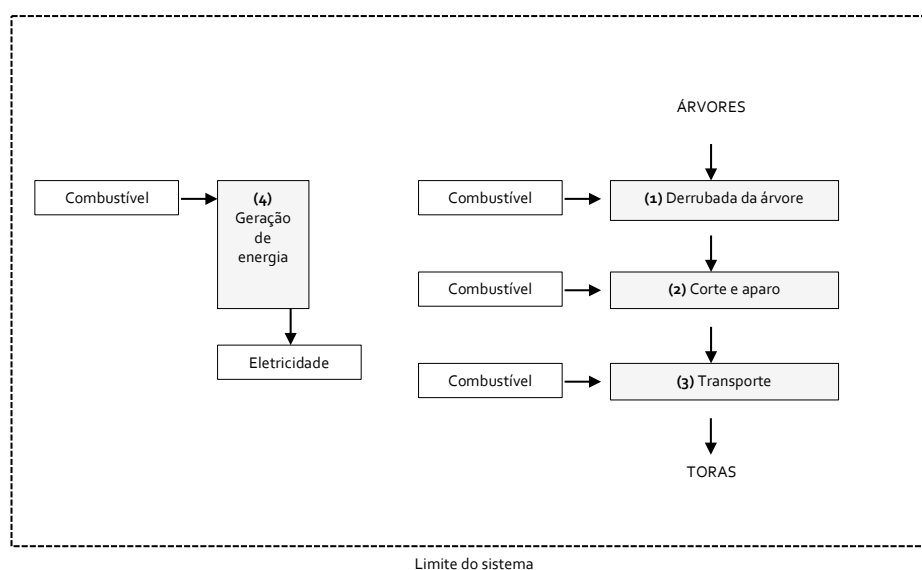 ÁRVORES
Combustível
(4)
Geração
de
energia
Eletricidade
Combustível
(1) Derrubada da árvore
Combustível
(2) Corte e aparo
Combustível
(3) Transporte
TORAS
Limite do sistema